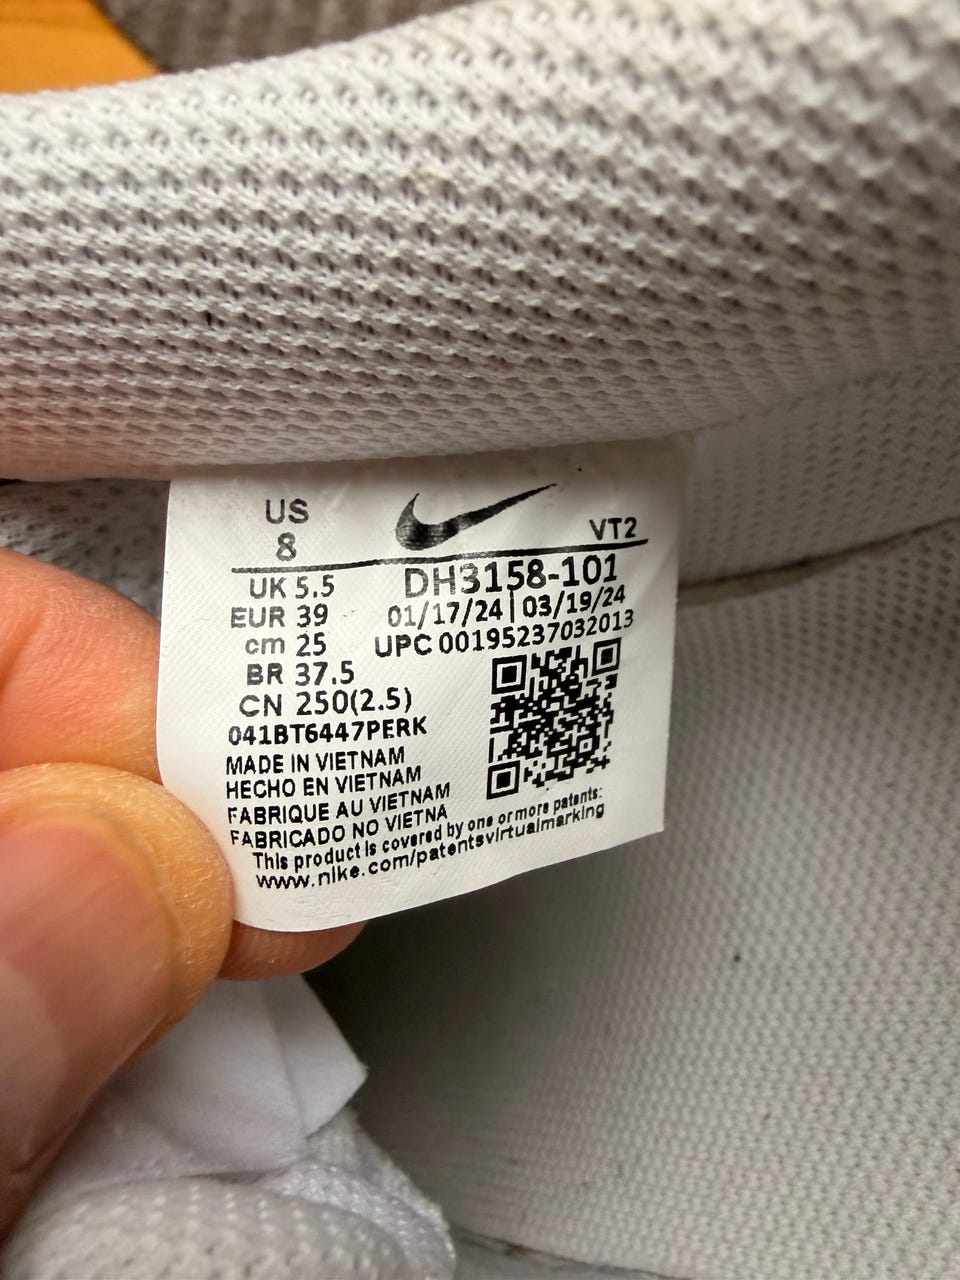 US
8
VT2
UK 5.5
DH3158-101
EUR 39
01/17/24 | 03/19/24
cm 25
UPC 00195237032013
BR 37.5
CN 250(2.5)
041BT6447PERK
MADE IN VIETNAM
HECHO EN VIETNAM
FABRIQUE AU VIETNAM
FABRICADO NO VIETNA
This product is covered by one or more patents:
www.nike.com/patentsvirtualmarking